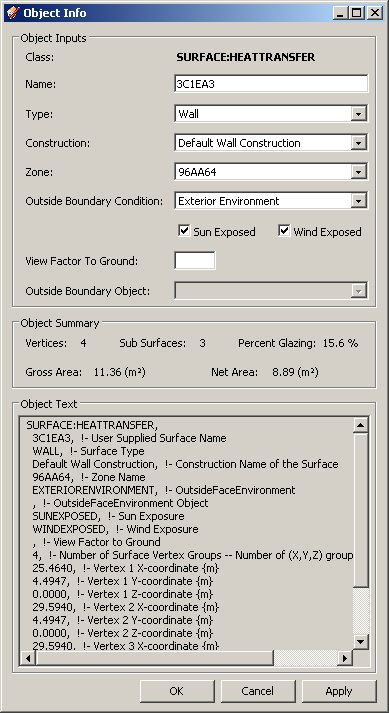 Object Info
Object Inputs
Class: SURFACE:HEATTRANSFER
Name: 3C1EA3
Type: Wall
Construction: Default Wall Construction
Zone: 96AA64
Outside Boundary Condition: Exterior Environment
Sun Exposed Wind Exposed
View Factor To Ground:
Outside Boundary Object:
Object Summary
Vertices: 4 Sub Surfaces: 3 Percent Glazing: 15.6 %
Gross Area: 11.36 (m²) Net Area: 8.89 (m²)
Object Text
SURFACE:HEATTRANSFER,
3C1EA3, !- User Supplied Surface Name
WALL, !- Surface Type
Default Wall Construction, !- Construction Name of the Surface
96AA64, !- Zone Name
EXTERIORENVIRONMENT, !- OutsideFaceEnvironment
, !- OutsideFaceEnvironment Object
SUNEXPOSED, !- Sun Exposure
WINDEXPOSED, !- Wind Exposure
, !- View Factor to Ground
4, !- Number of Surface Vertex Groups -- Number of (X,Y,Z) group
25.4640, !- Vertex 1 X-coordinate {m}
4.4947, !- Vertex 1 Y-coordinate {m}
0.0000, !- Vertex 1 Z-coordinate {m}
29.5940, !- Vertex 2 X-coordinate {m}
4.4947, !- Vertex 2 Y-coordinate {m}
0.0000, !- Vertex 2 Z-coordinate {m}
29.5940, !- Vertex 3 X-coordinate {m}
OK Cancel Apply